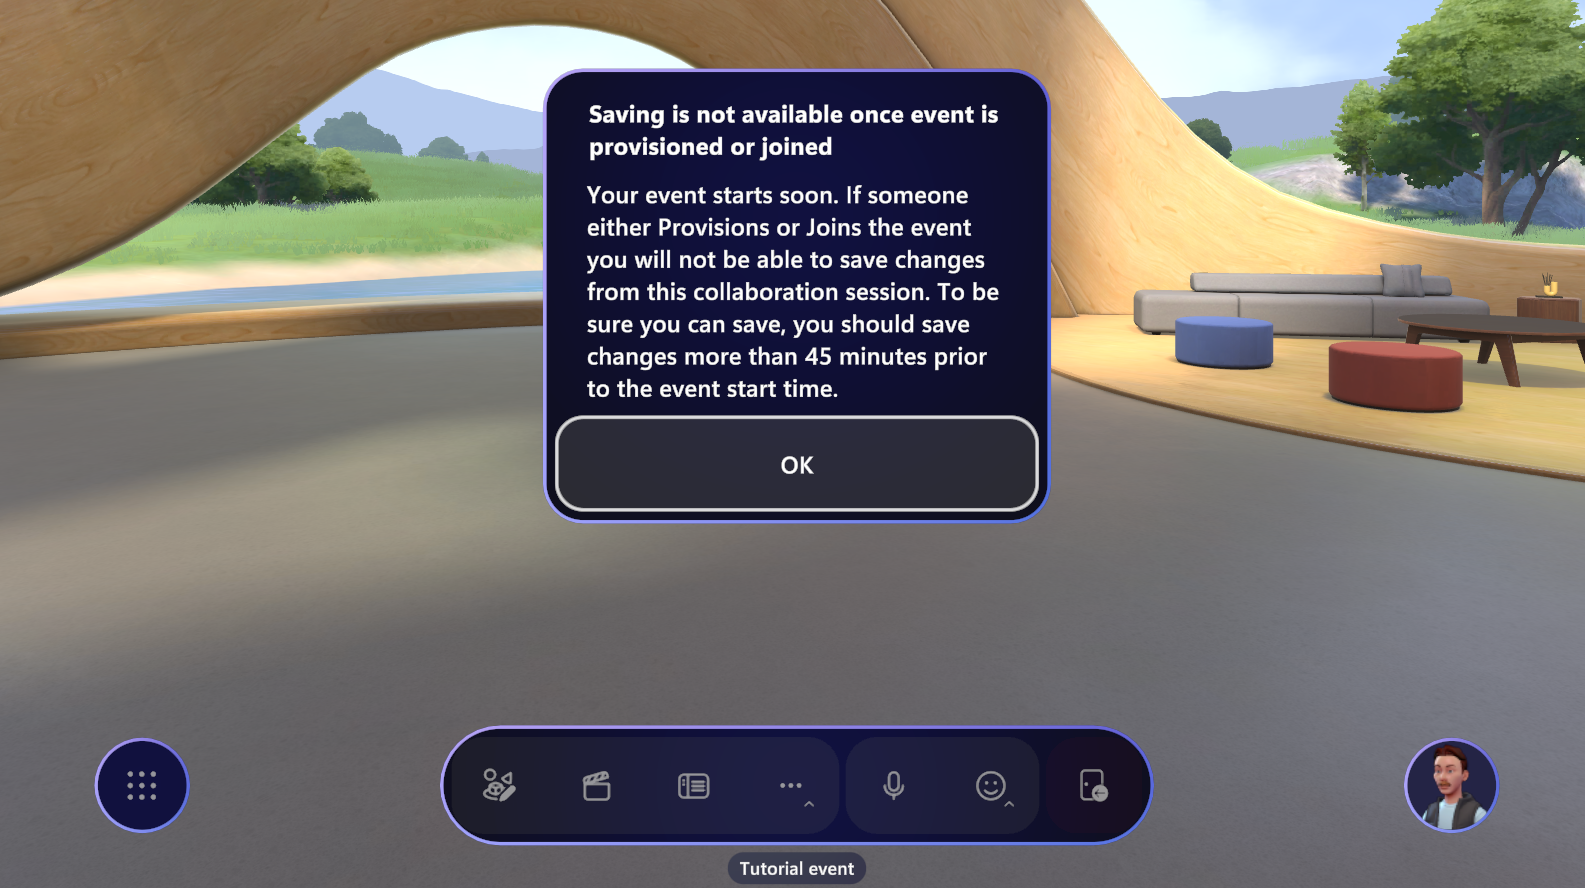 Saving is not available once event is
provisioned or joined
Your event starts soon. If someone
either Provisions or Joins the event
you will not be able to save changes
from this collaboration session. To be
sure you can save, you should save
changes more than 45 minutes prior
to the event start time.
OK
Tutorial event